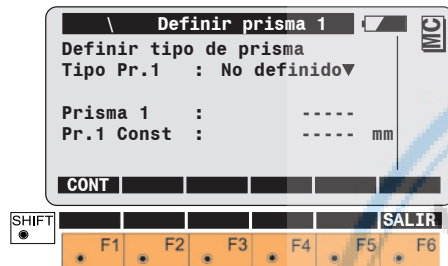 \ Definir prisma 1
MC
Definir tipo de prisma
Tipo Pr.1 : No definido▼
Prisma 1 : -----
Pr.1 Const : ----- mm
CONT
SHIFT
SALIR
F1 F2 F3 F4 F5 F6